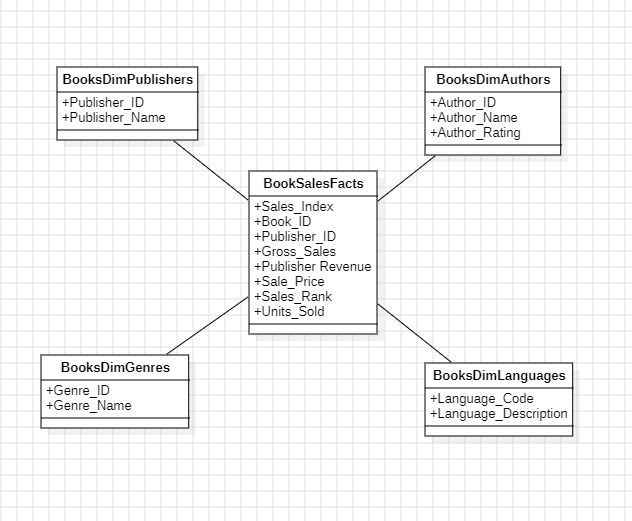 BooksDimPublishers
+Publisher_ID
+Publisher_Name
BooksDimAuthors
+Author_ID
+Author_Name
+Author_Rating
BookSalesFacts
+Sales_Index
+Book_ID
+Publisher_ID
+Gross_Sales
+Publisher Revenue
+Sale_Price
+Sales_Rank
+Units_Sold
BooksDimGenres
+Genre_ID
+Genre_Name
BooksDimLanguages
+Language_Code
+Language_Description